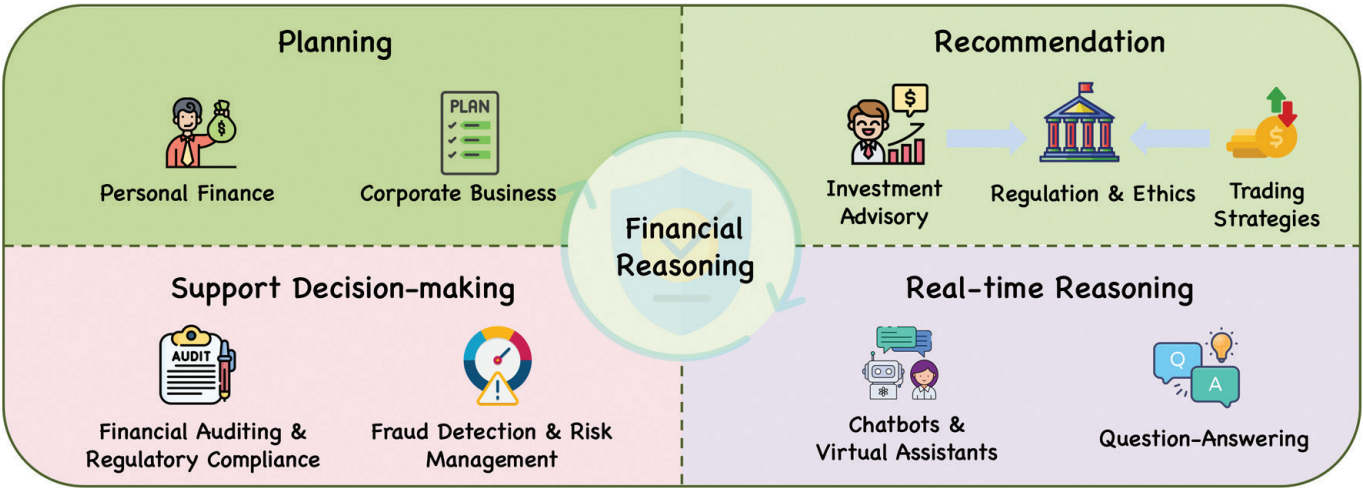 Planning
PLAN
Personal Finance
Corporate Business
Recommendation
$
$
$
Investment
Advisory
Regulation & Ethics
Trading
Strategies
Financial
Reasoning
Support Decision-making
AUDIT
Financial Auditing &
Regulatory Compliance
!
Fraud Detection & Risk
Management
Real-time Reasoning
Chatbots &
Virtual Assistants
Q
A
Question-Answering